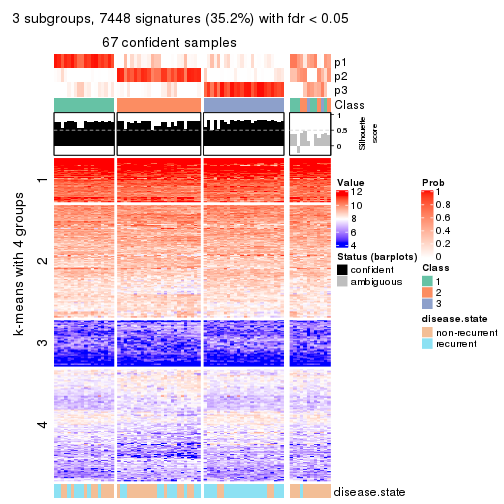 3 subgroups, 7448 signatures (35.2%) with fdr < 0.05
67 confident samples
p1
p2
p3
Class
1
0.5
0
Silhouette
score
k-means with 4 groups
1
2
3
4
disease.state
Value
12
10
8
6
4
Status (barplots)
confident
ambiguous
Prob
1
0.8
0.6
0.4
0.2
0
Class
1
2
3
disease.state
non-recurrent
recurrent